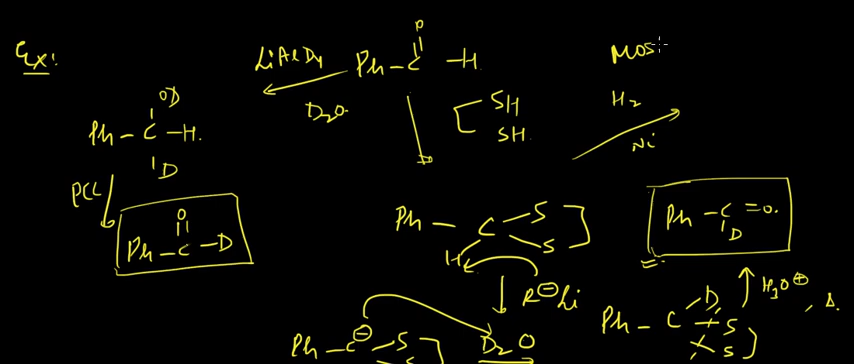 Ex:
O
||
Ph-C-H
LiAlD4
D2O
OD
Ph-C-H.
D
PCC
O
||
Ph-C-D
SH
SH
MOS
H2
Ni
Ph-C S
S
H
R⊖Li
Ph-C⊖ S
S
D2O
Ph-C D
S
S
H3O⊕, Δ.
Ph-C=O.
D